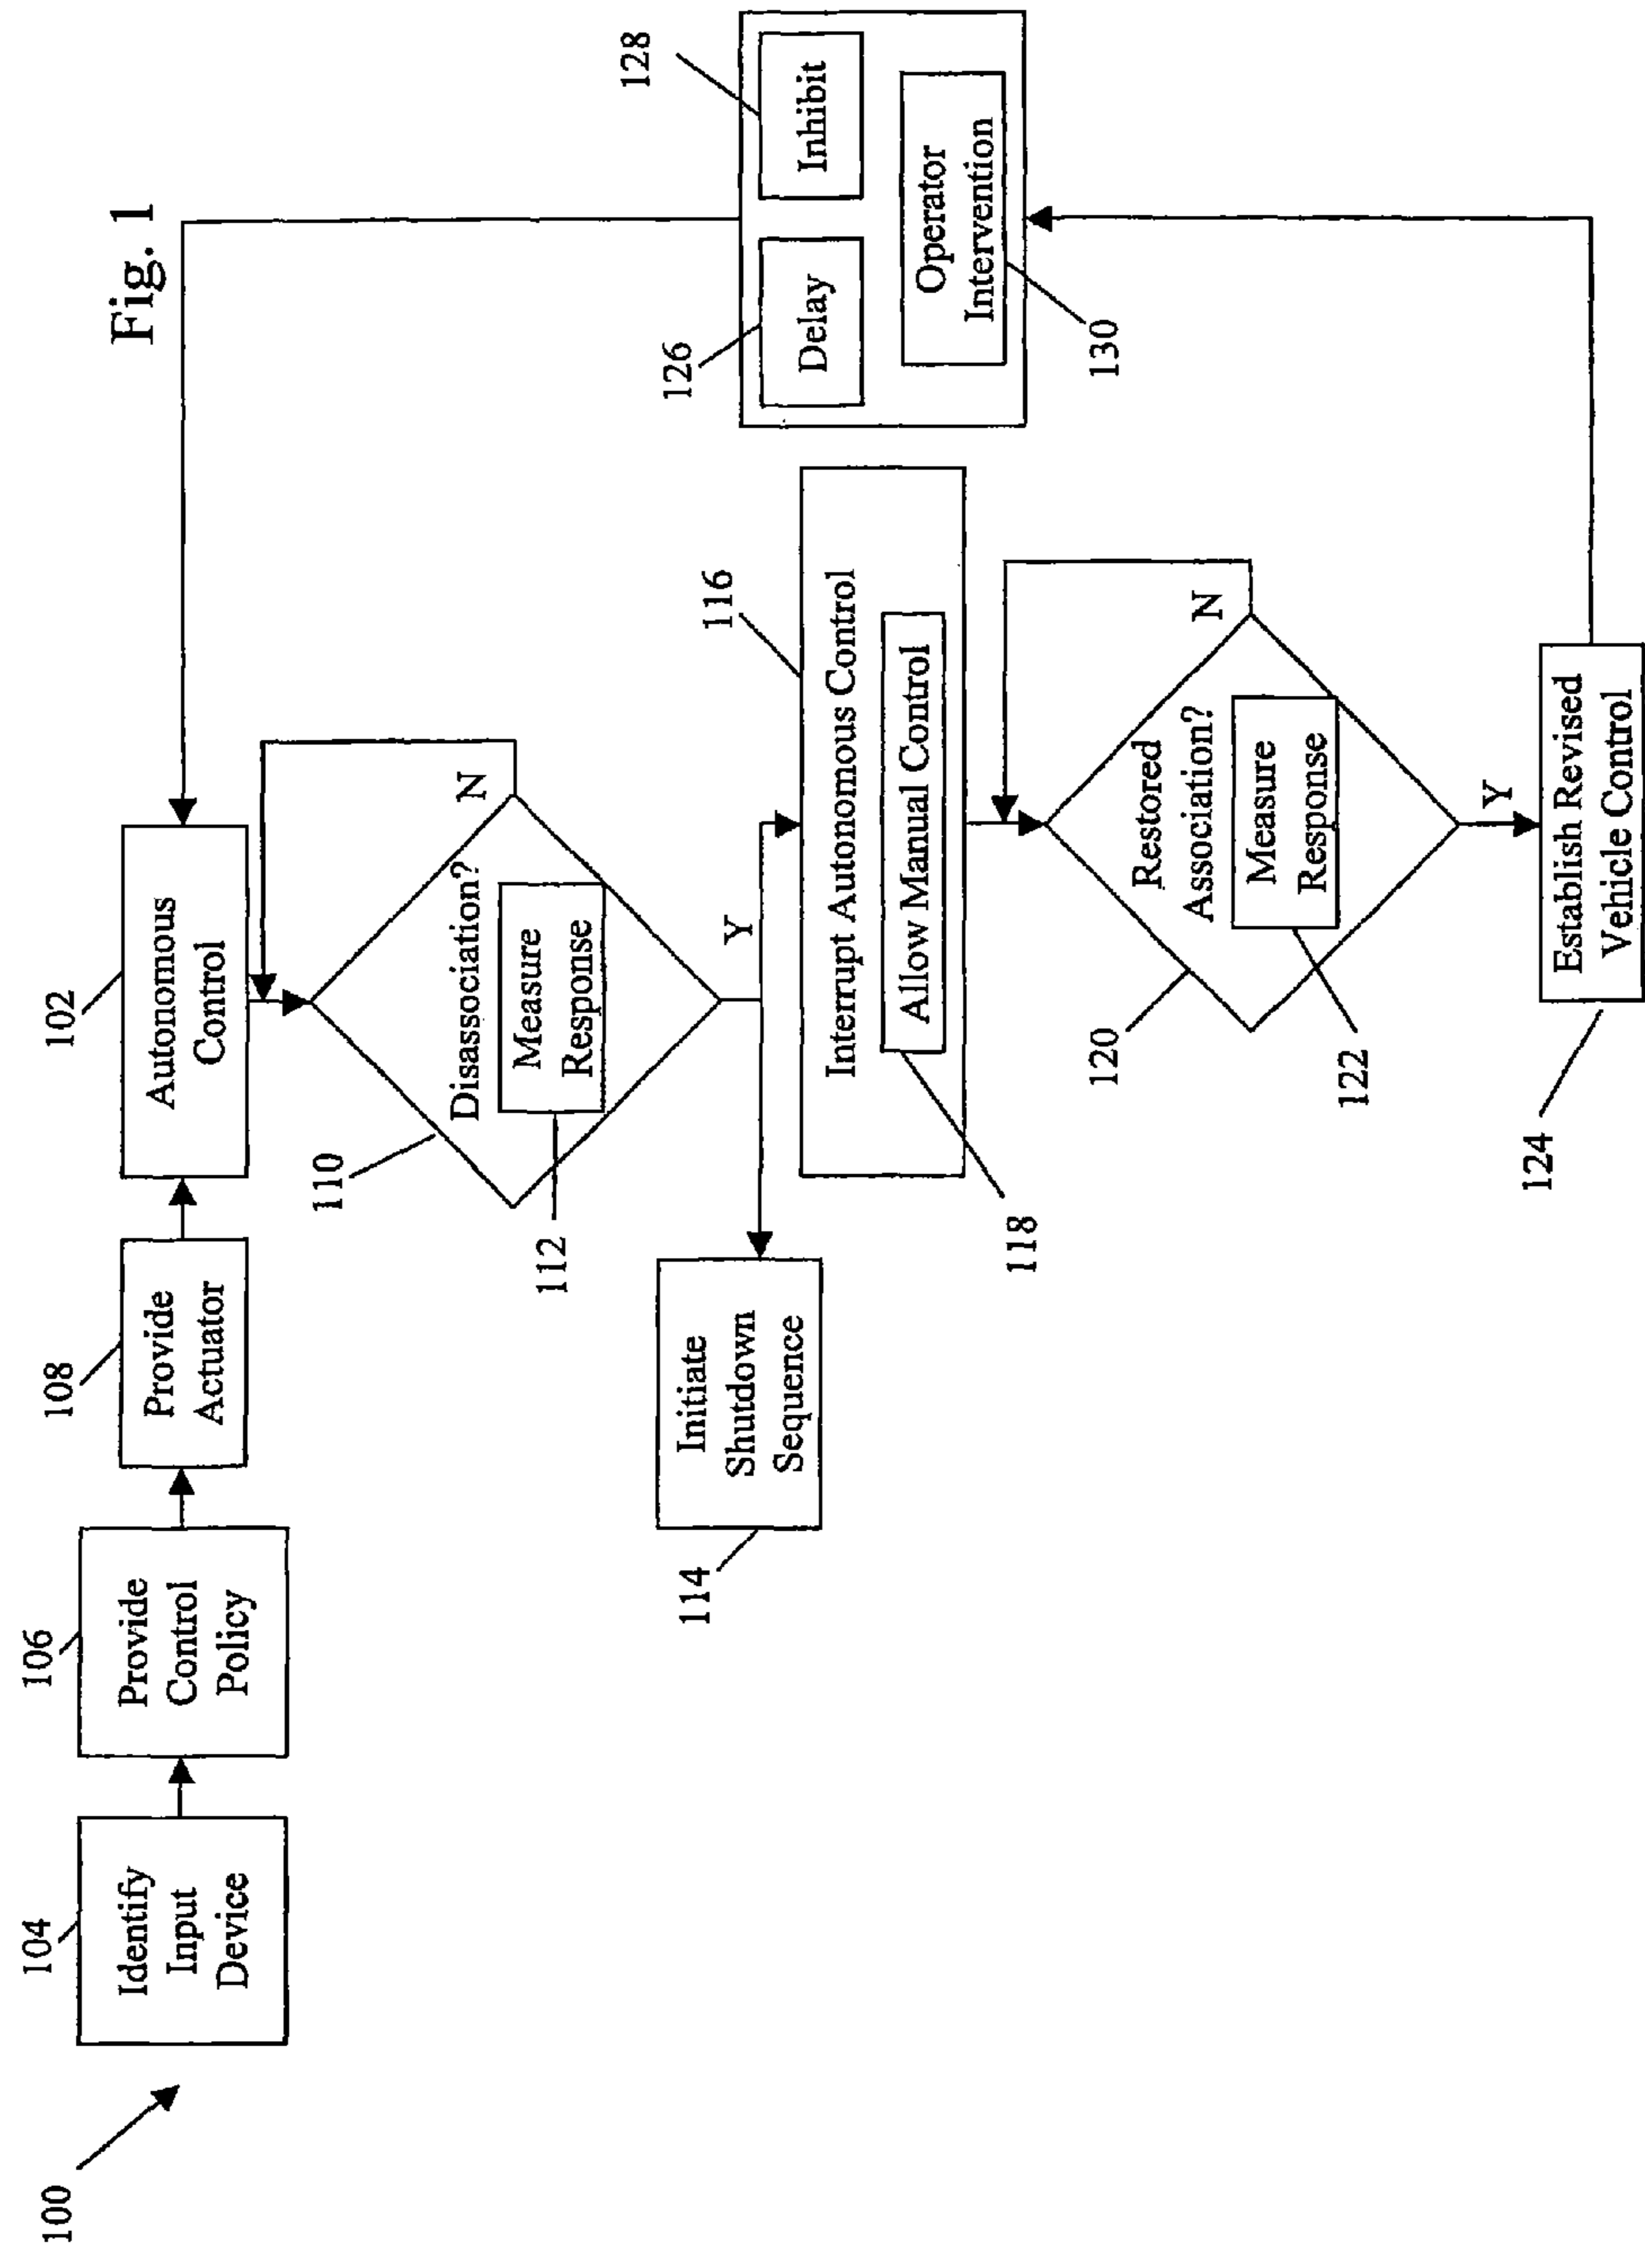 Fig. 1
100
104
Identify
Input
Device
106
Provide
Control
Policy
108
Provide
Actuator
102
Autonomous
Control
110
Disassociation?
N
112
Measure
Response
Y
114
Initiate
Shutdown
Sequence
116
Interrupt Autonomous Control
118
Allow Manual Control
120
Restored
Association?
N
122
Measure
Response
Y
124
Establish Revised
Vehicle Control
126
Delay
128
Inhibit
130
Operator
Intervention